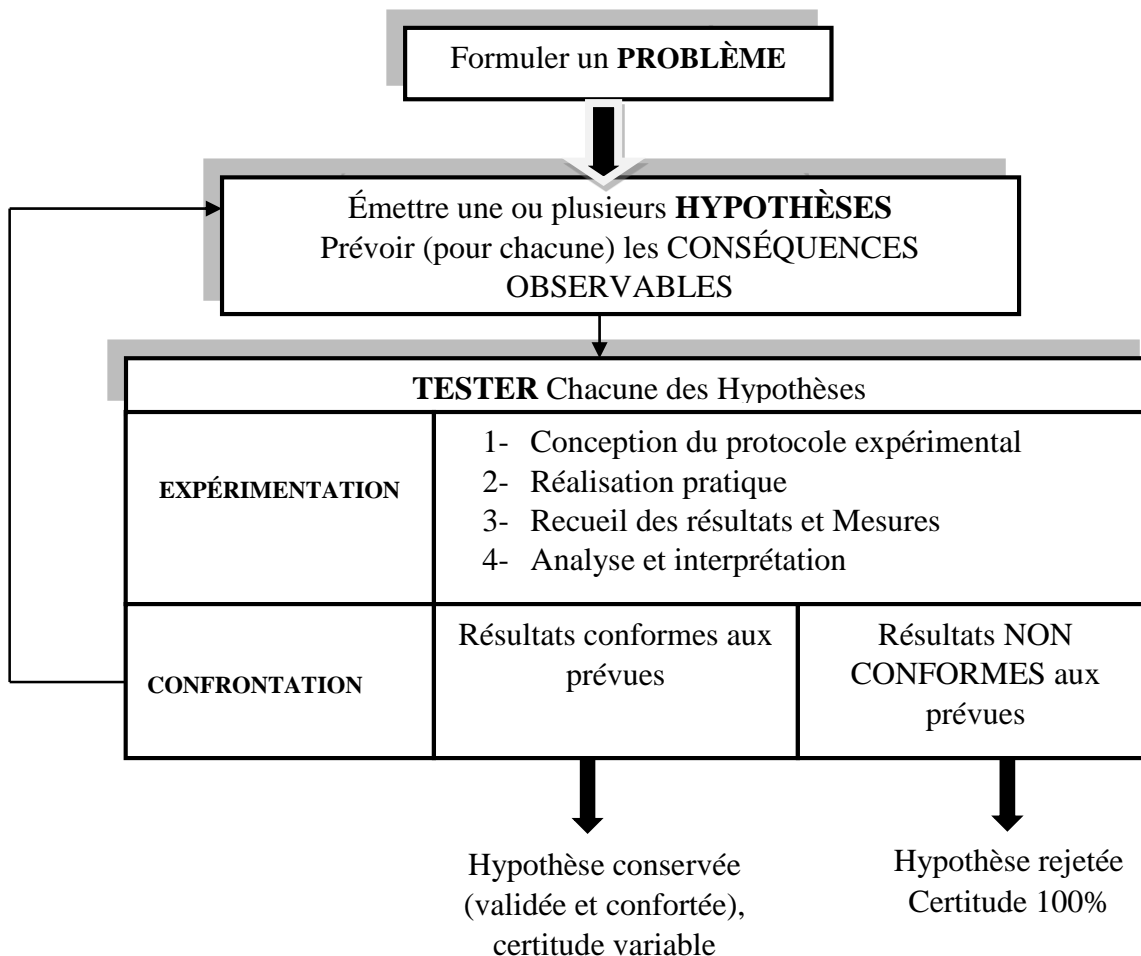 Formuler un PROBLÈME
Émettre une ou plusieurs HYPOTHÈSES
Prévoir (pour chacune) les CONSÉQUENCES
OBSERVABLES
TESTER Chacune des Hypothèses
EXPÉRIMENTATION
1- Conception du protocole expérimental
2- Réalisation pratique
3- Recueil des résultats et Mesures
4- Analyse et interprétation
CONFRONTATION
Résultats conformes aux
prévues
Résultats NON
CONFORMES aux
prévues
Hypothèse conservée
(validée et confortée),
certitude variable
Hypothèse rejetée
Certitude 100%